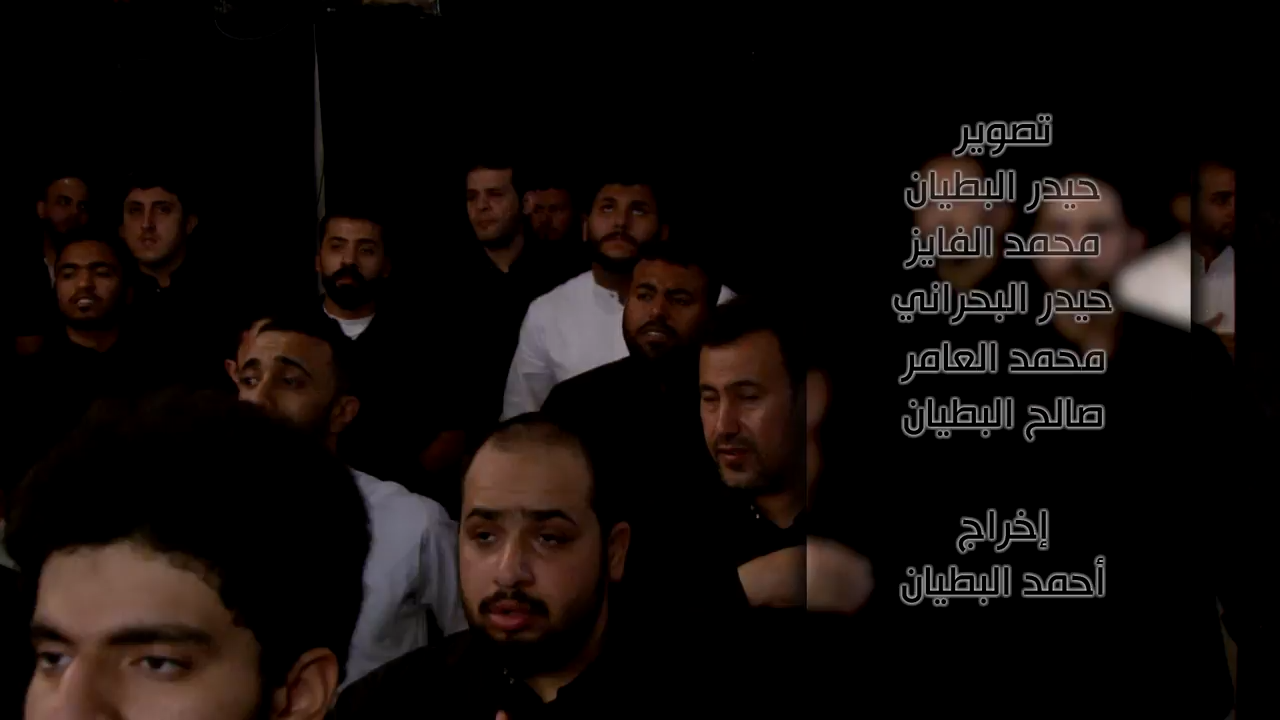 تصوير
حيدر البطيان
محمد الفايز
حيدر البحراني
محمد العامر
صالح البطيان
إخراج
أحمد البطيان